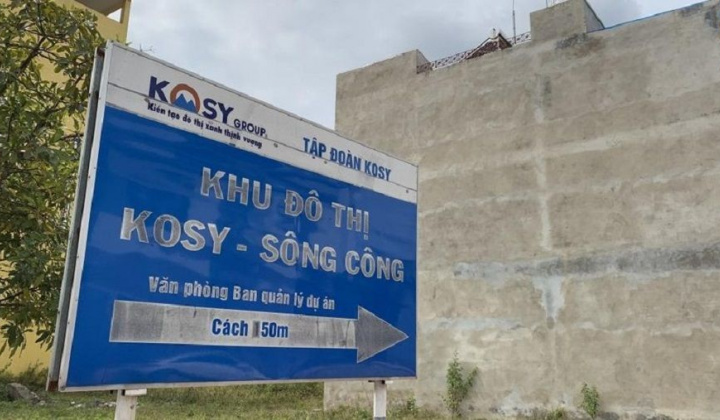 KOSY GROUP
Kiến tạo đô thị xanh thịnh vượng
TẬP ĐOÀN KOSY
KHU ĐÔ THỊ
KOSY - SÔNG CÔNG
Văn phòng Ban quản lý dự án
Cách 150m